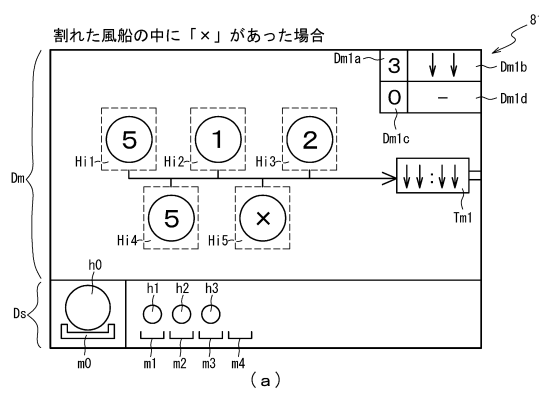 割れた風船の中に「×」があった場合
8'
Dm1a 3 ↓↓ Dm1b
0 − Dm1d
Dm1c
5 1 2
Hi1 Hi2 Hi3
Dm
↓↓:↓↓
Tm1
5 ×
Hi4 Hi5
h0
Ds
h1 h2 h3
m0 m1 m2 m3 m4
(a)